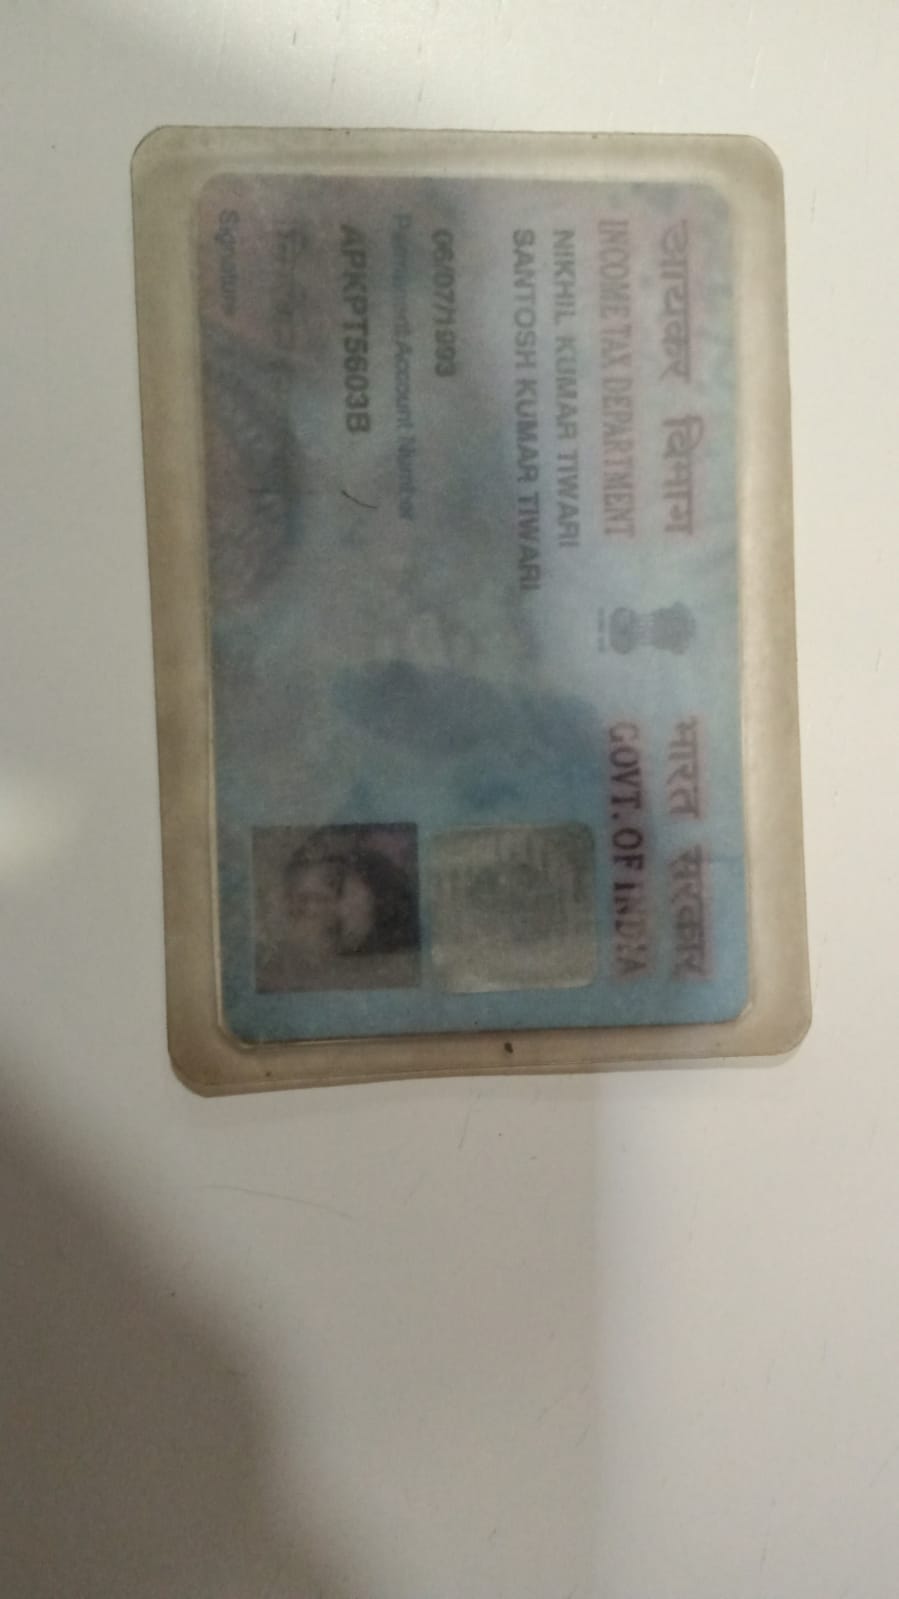 आयकर विभाग
INCOME TAX DEPARTMENT
भारत सरकार
GOVT. OF INDIA
NIKHIL KUMAR TIWARI
SANTOSH KUMAR TIWARI
06/07/1993
Permanent Account Number
APKPT5603B
Signature